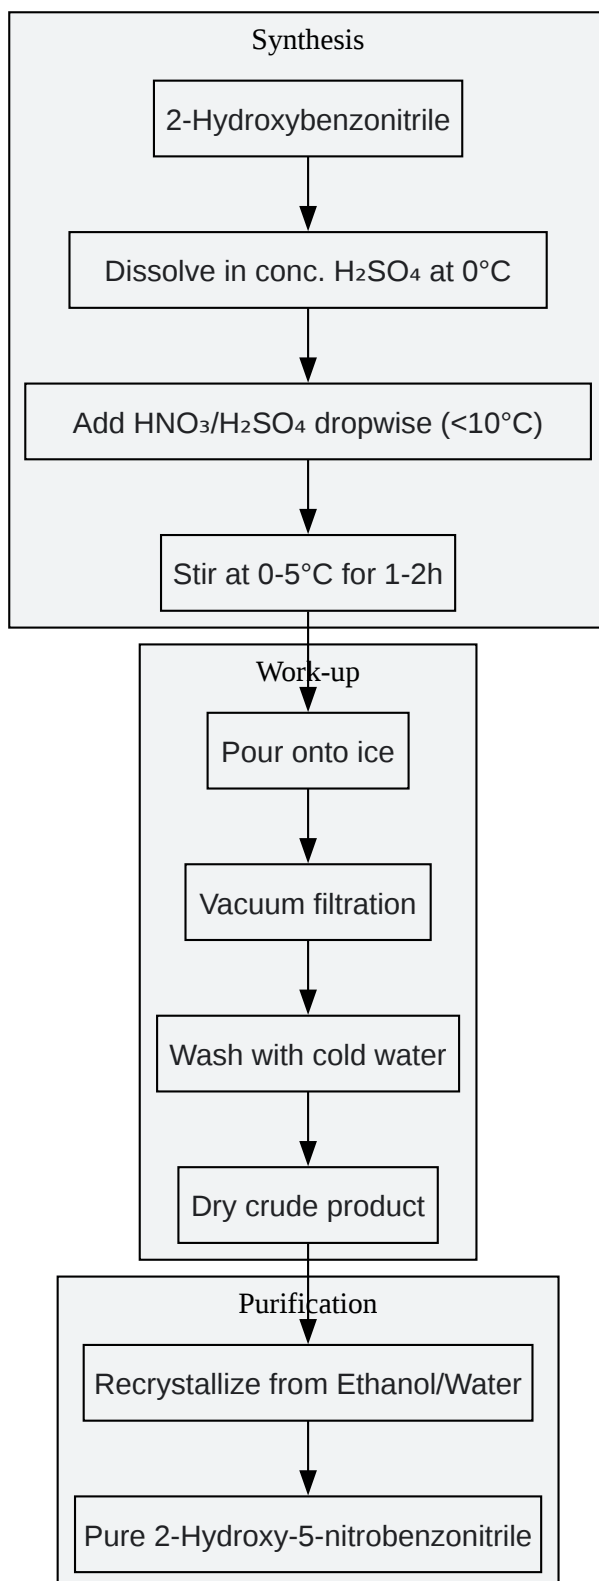 Synthesis
2-Hydroxybenzonitrile
Dissolve in conc. H₂SO₄ at 0°C
Add HNO₃/H₂SO₄ dropwise (<10°C)
Stir at 0-5°C for 1-2h
Work-up
Pour onto ice
Vacuum filtration
Wash with cold water
Dry crude product
Purification
Recrystallize from Ethanol/Water
Pure 2-Hydroxy-5-nitrobenzonitrile